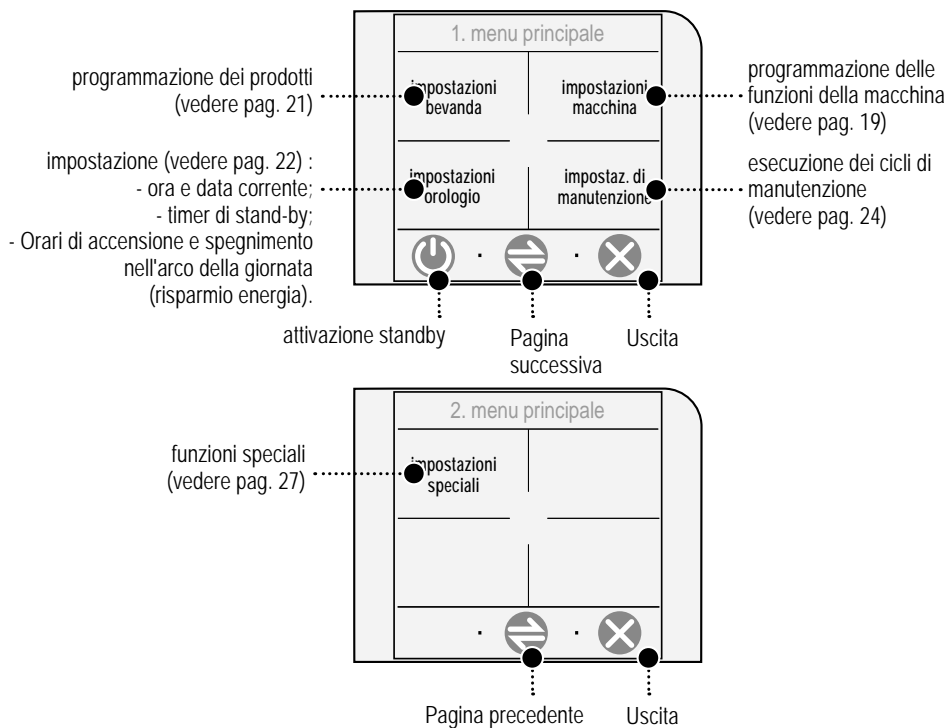 1. menu principale
programmazione dei prodotti
(vedere pag. 21)
impostazioni
bevanda
impostazioni
macchina
programmazione delle
funzioni della macchina
(vedere pag. 19)
impostazione (vedere pag. 22) :
- ora e data corrente;
- timer di stand-by;
- Orari di accensione e spegnimento
nell'arco della giornata
(risparmio energia).
impostazioni
orologio
impostaz. di
manutenzione
esecuzione dei cicli di
manutenzione
(vedere pag. 24)
attivazione standby
Pagina
successiva
Uscita
2. menu principale
funzioni speciali
(vedere pag. 27)
impostazioni
speciali
Pagina precedente
Uscita